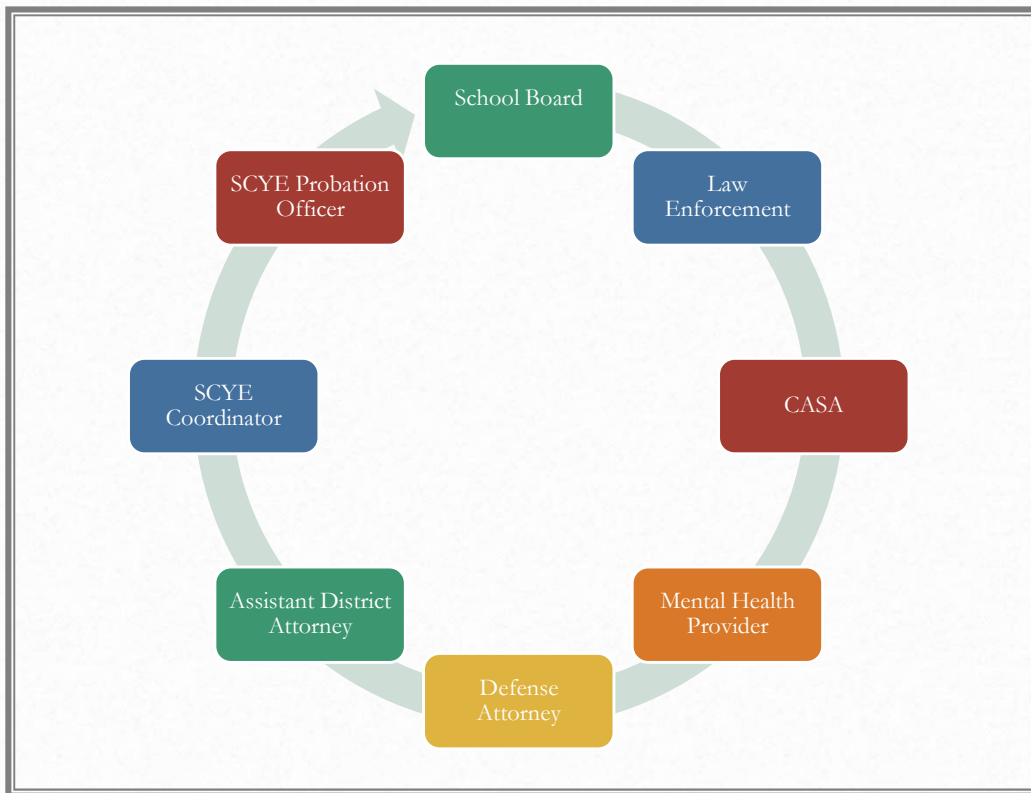 School Board
Law
Enforcement
CASA
Mental Health
Provider
Defense
Attorney
Assistant District
Attorney
SCYE
Coordinator
SCYE Probation
Officer